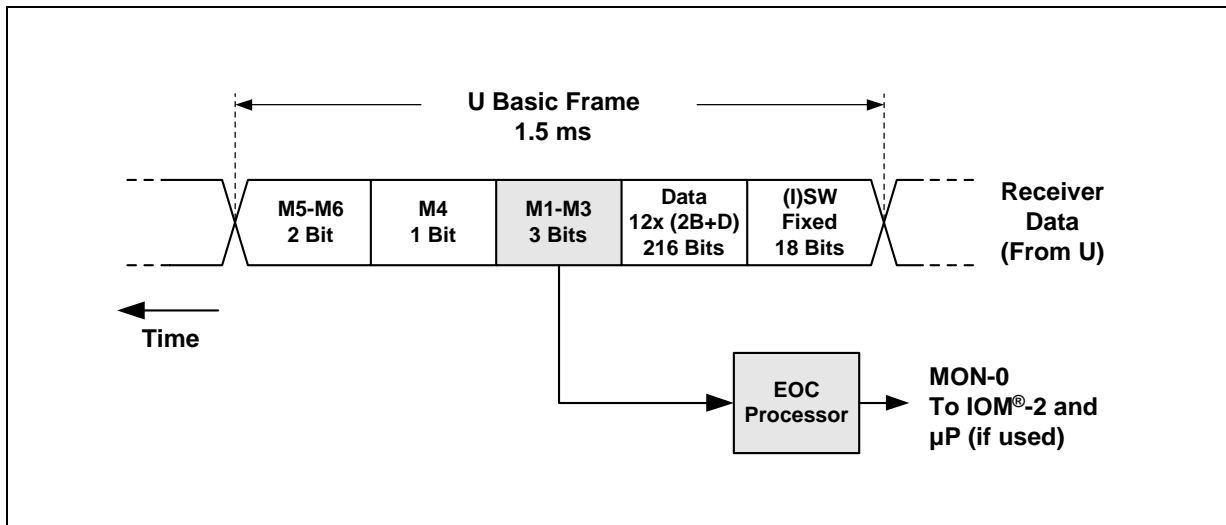 U Basic Frame
1.5 ms
M5-M6
2 Bit
M4
1 Bit
M1-M3
3 Bits
Data
12x (2B+D)
216 Bits
(I)SW
Fixed
18 Bits
Receiver
Data
(From U)
Time
EOC
Processor
MON-0
To IOM®-2 and
µP (if used)